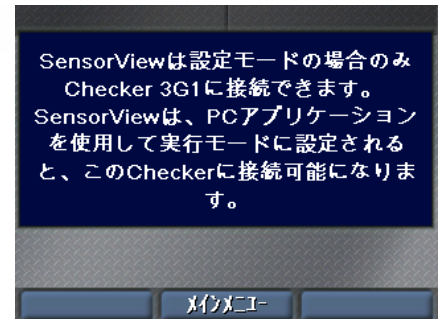 SensorViewは設定モードの場合のみ
Checker 3G1に接続できます。
SensorViewは、PCアプリケーション
を使用して実行モードに設定される
と、このCheckerに接続可能になりま
す。
メインメニュー